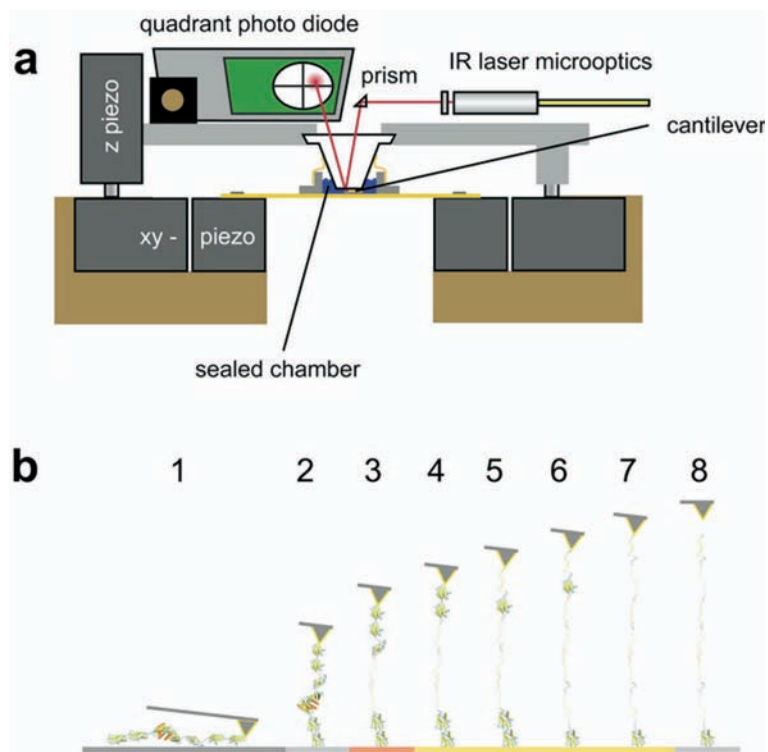 quadrant photo diode
a
IR laser microoptics
prism
z piezo
cantilever
xy - piezo
sealed chamber
b
1 2 3 4 5 6 7 8